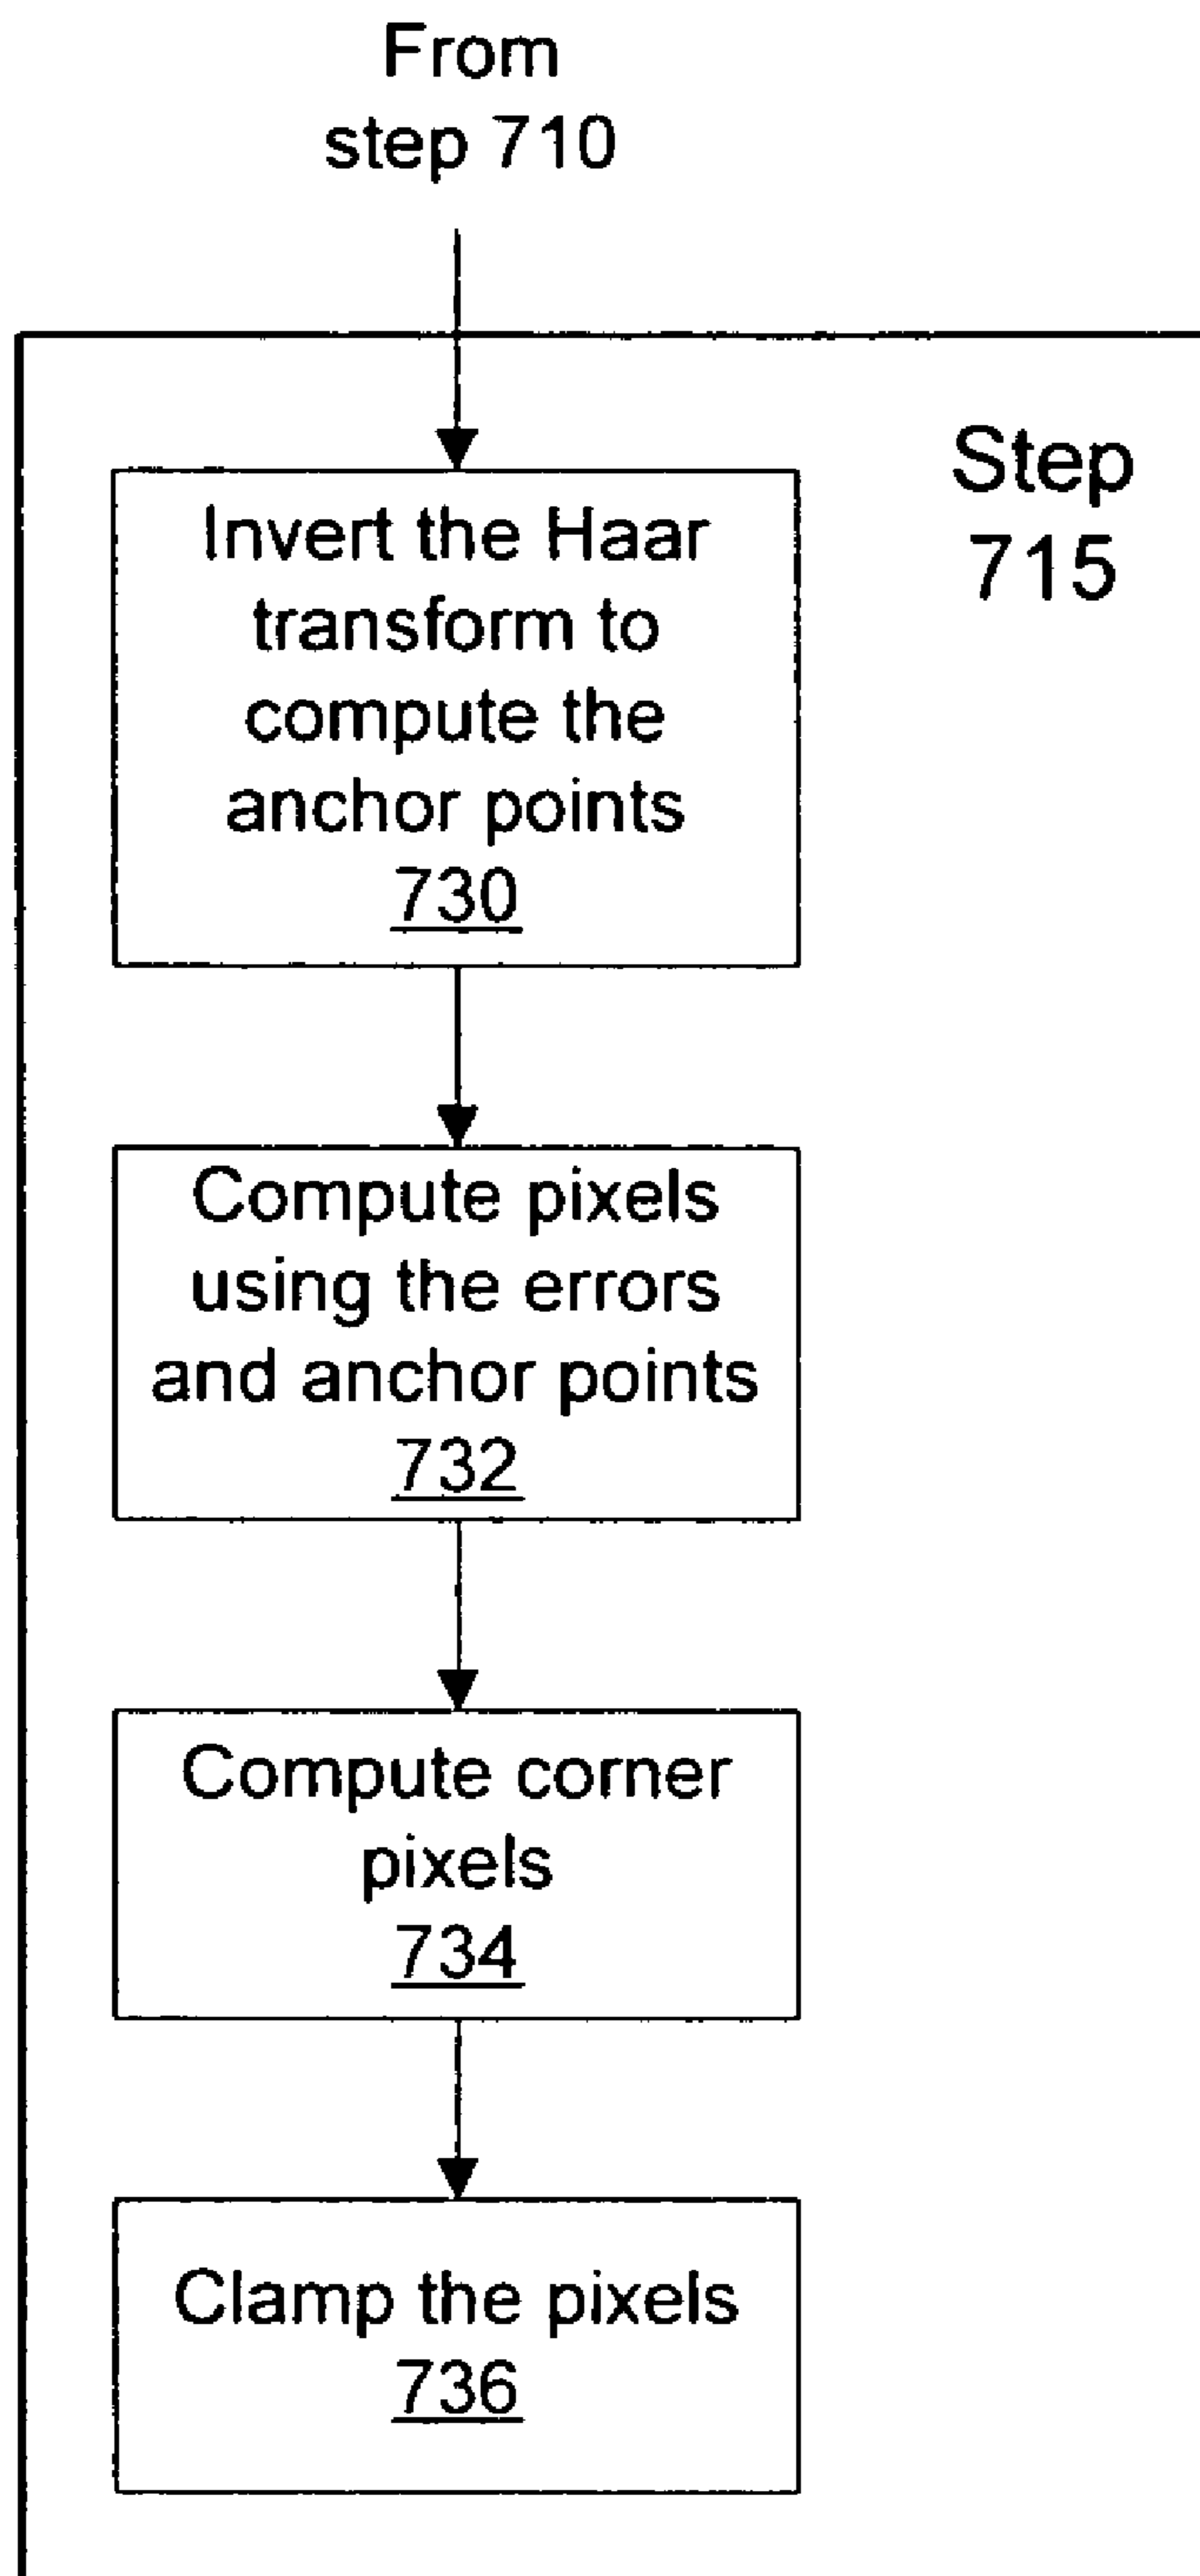 From
step 710
Step
715
Invert the Haar
transform to
compute the
anchor points
730
Compute pixels
using the errors
and anchor points
732
Compute corner
pixels
734
Clamp the pixels
736